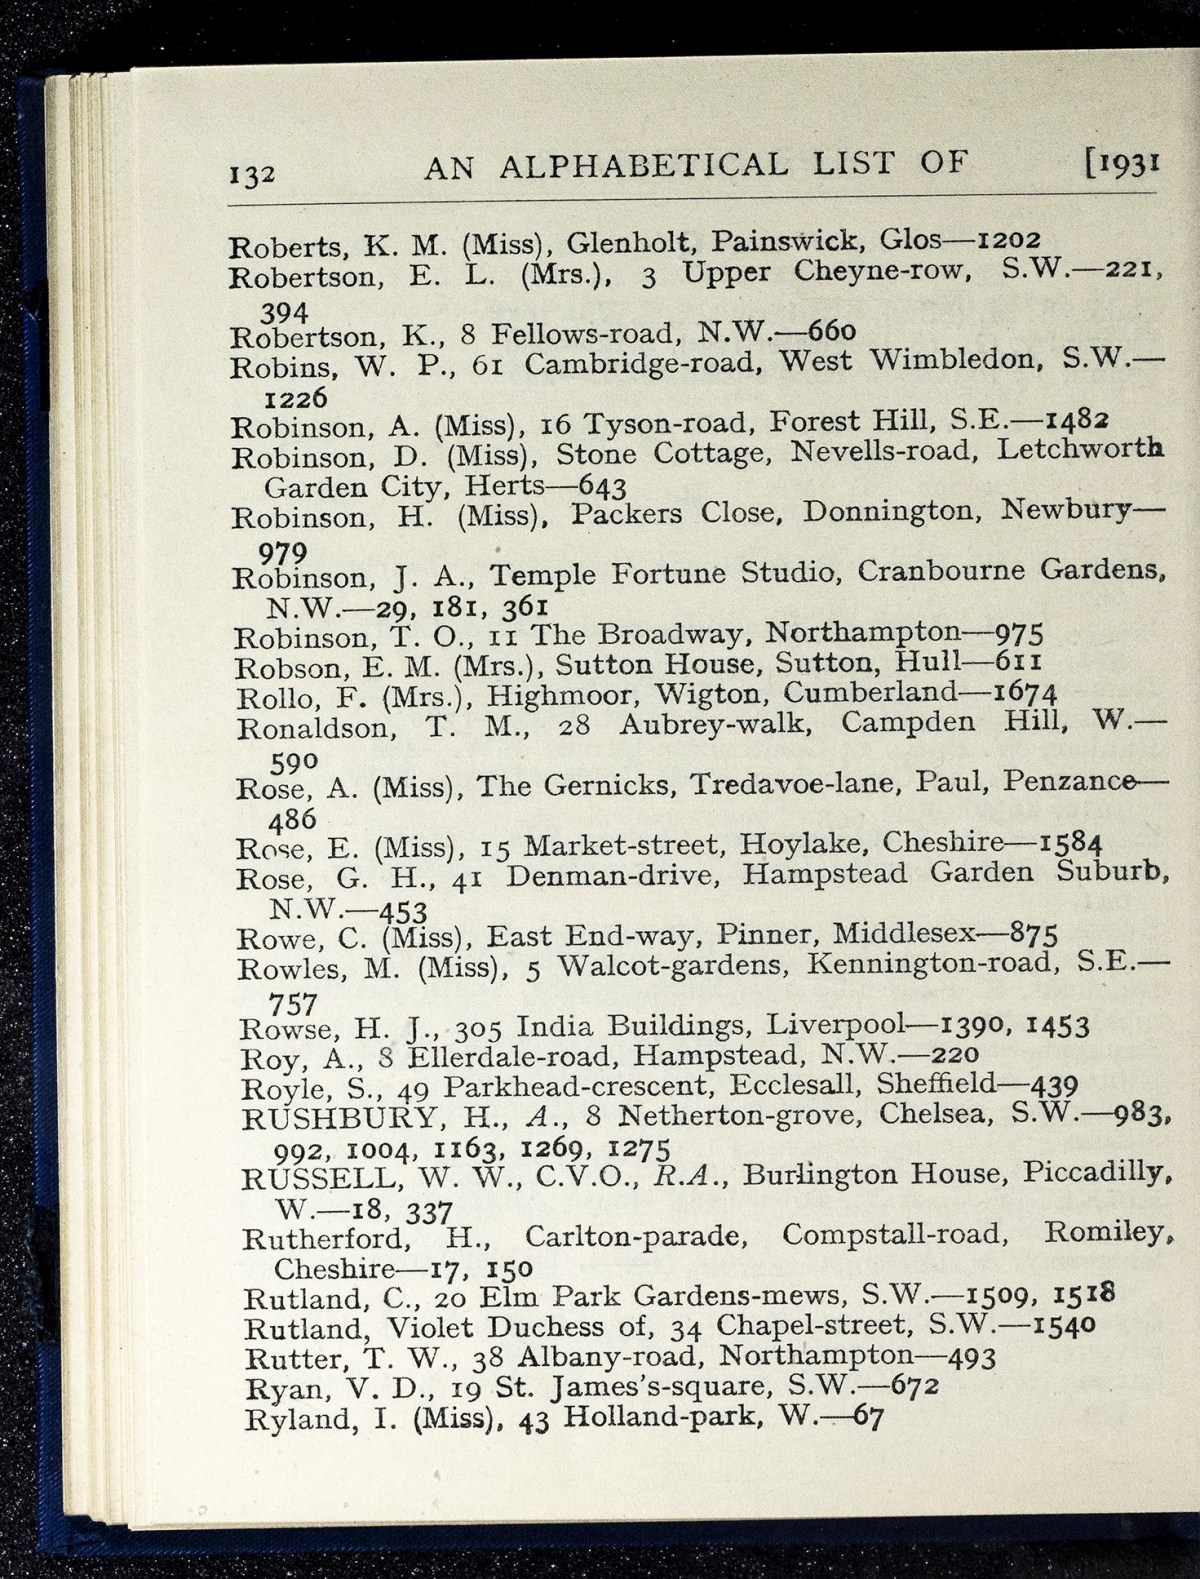 132 AN ALPHABETICAL LIST OF [1931
Roberts, K. M. (Miss), Glenholt, Painswick, Glos—1202
Robertson, E. L. (Mrs.), 3 Upper Cheyne-row, S.W.—221,
394
Robertson, K., 8 Fellows-road, N.W.—660
Robins, W. P., 61 Cambridge-road, West Wimbledon, S.W.—
1226
Robinson, A. (Miss), 16 Tyson-road, Forest Hill, S.E.—1482
Robinson, D. (Miss), Stone Cottage, Nevells-road, Letchworth
Garden City, Herts—643
Robinson, H. (Miss), Packers Close, Donnington, Newbury—
979
Robinson, J. A., Temple Fortune Studio, Cranbourne Gardens,
N.W.—29, 181, 361
Robinson, T. O., 11 The Broadway, Northampton—975
Robson, E. M. (Mrs.), Sutton House, Sutton, Hull—611
Rollo, F. (Mrs.), Highmoor, Wigton, Cumberland—1674
Ronaldson, T. M., 28 Aubrey-walk, Campden Hill, W.—
590
Rose, A. (Miss), The Gernicks, Tredavoe-lane, Paul, Penzance—
486
Rose, E. (Miss), 15 Market-street, Hoylake, Cheshire—1584
Rose, G. H., 41 Denman-drive, Hampstead Garden Suburb,
N.W.—453
Rowe, C. (Miss), East End-way, Pinner, Middlesex—875
Rowles, M. (Miss), 5 Walcot-gardens, Kennington-road, S.E.—
757
Rowse, H. J., 305 India Buildings, Liverpool—1390, 1453
Roy, A., 8 Ellerdale-road, Hampstead, N.W.—220
Royle, S., 49 Parkhead-crescent, Ecclesall, Sheffield—439
RUSHBURY, H., A., 8 Netherton-grove, Chelsea, S.W.—983,
992, 1004, 1163, 1269, 1275
RUSSELL, W. W., C.V.O., R.A., Burlington House, Piccadilly,
W.—18, 337
Rutherford, H., Carlton-parade, Compstall-road, Romiley,
Cheshire—17, 150
Rutland, C., 20 Elm Park Gardens-mews, S.W.—1509, 1518
Rutland, Violet Duchess of, 34 Chapel-street, S.W.—1540
Rutter, T. W., 38 Albany-road, Northampton—493
Ryan, V. D., 19 St. James's-square, S.W.—672
Ryland, I. (Miss), 43 Holland-park, W.—67